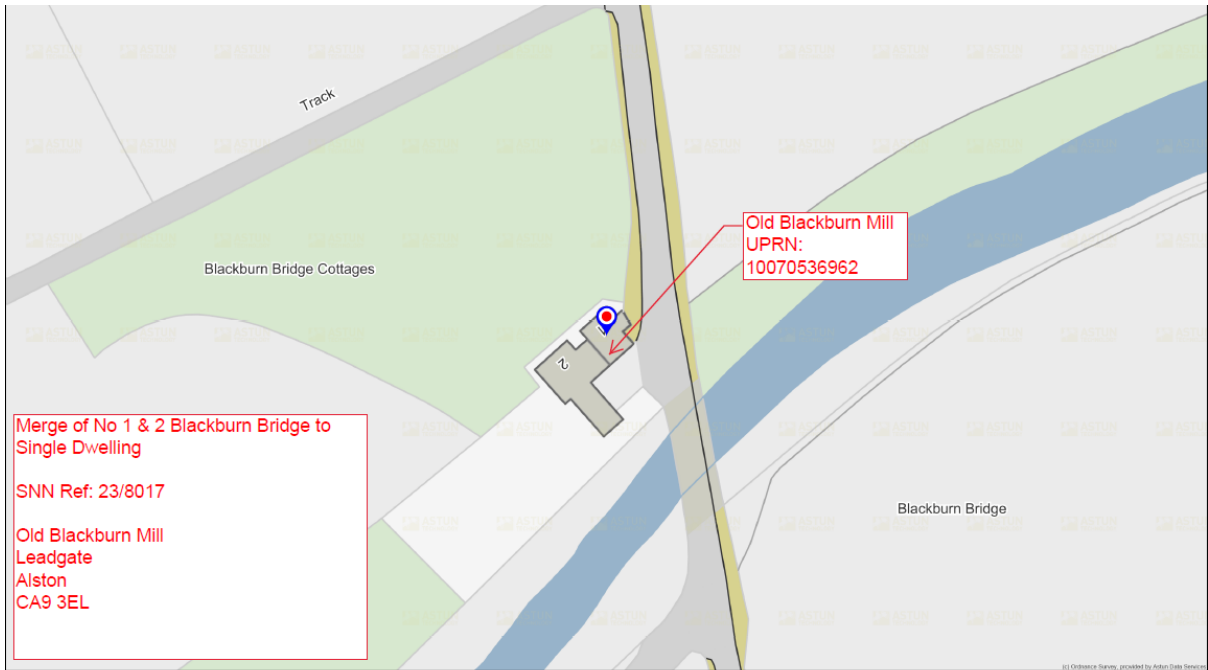 Track
Blackburn Bridge Cottages
Old Blackburn Mill
UPRN:
10070536962
1
2
Merge of No 1 & 2 Blackburn Bridge to
Single Dwelling
SNN Ref: 23/8017
Old Blackburn Mill
Leadgate
Alston
CA9 3EL
Blackburn Bridge
(c) Ordnance Survey, provided by Astun Data Services